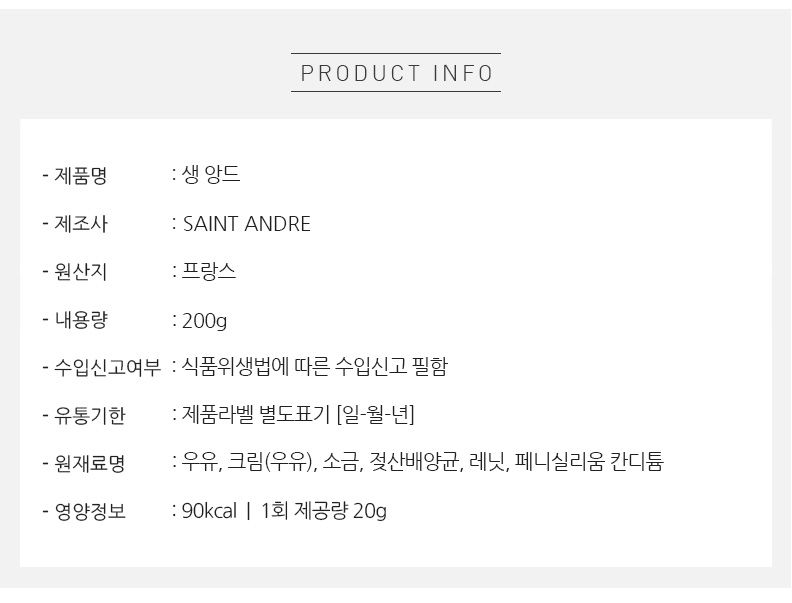 PRODUCT INFO
- 제품명 : 생 앙드
- 제조사 : SAINT ANDRE
- 원산지 : 프랑스
- 내용량 : 200g
- 수입신고여부 : 식품위생법에 따른 수입신고 필함
- 유통기한 : 제품라벨 별도표기 [일-월-년]
- 원재료명 : 우유, 크림(우유), 소금, 젖산배양균, 레닛, 페니실리움 칸디튬
- 영양정보 : 90kcal | 1회 제공량 20g